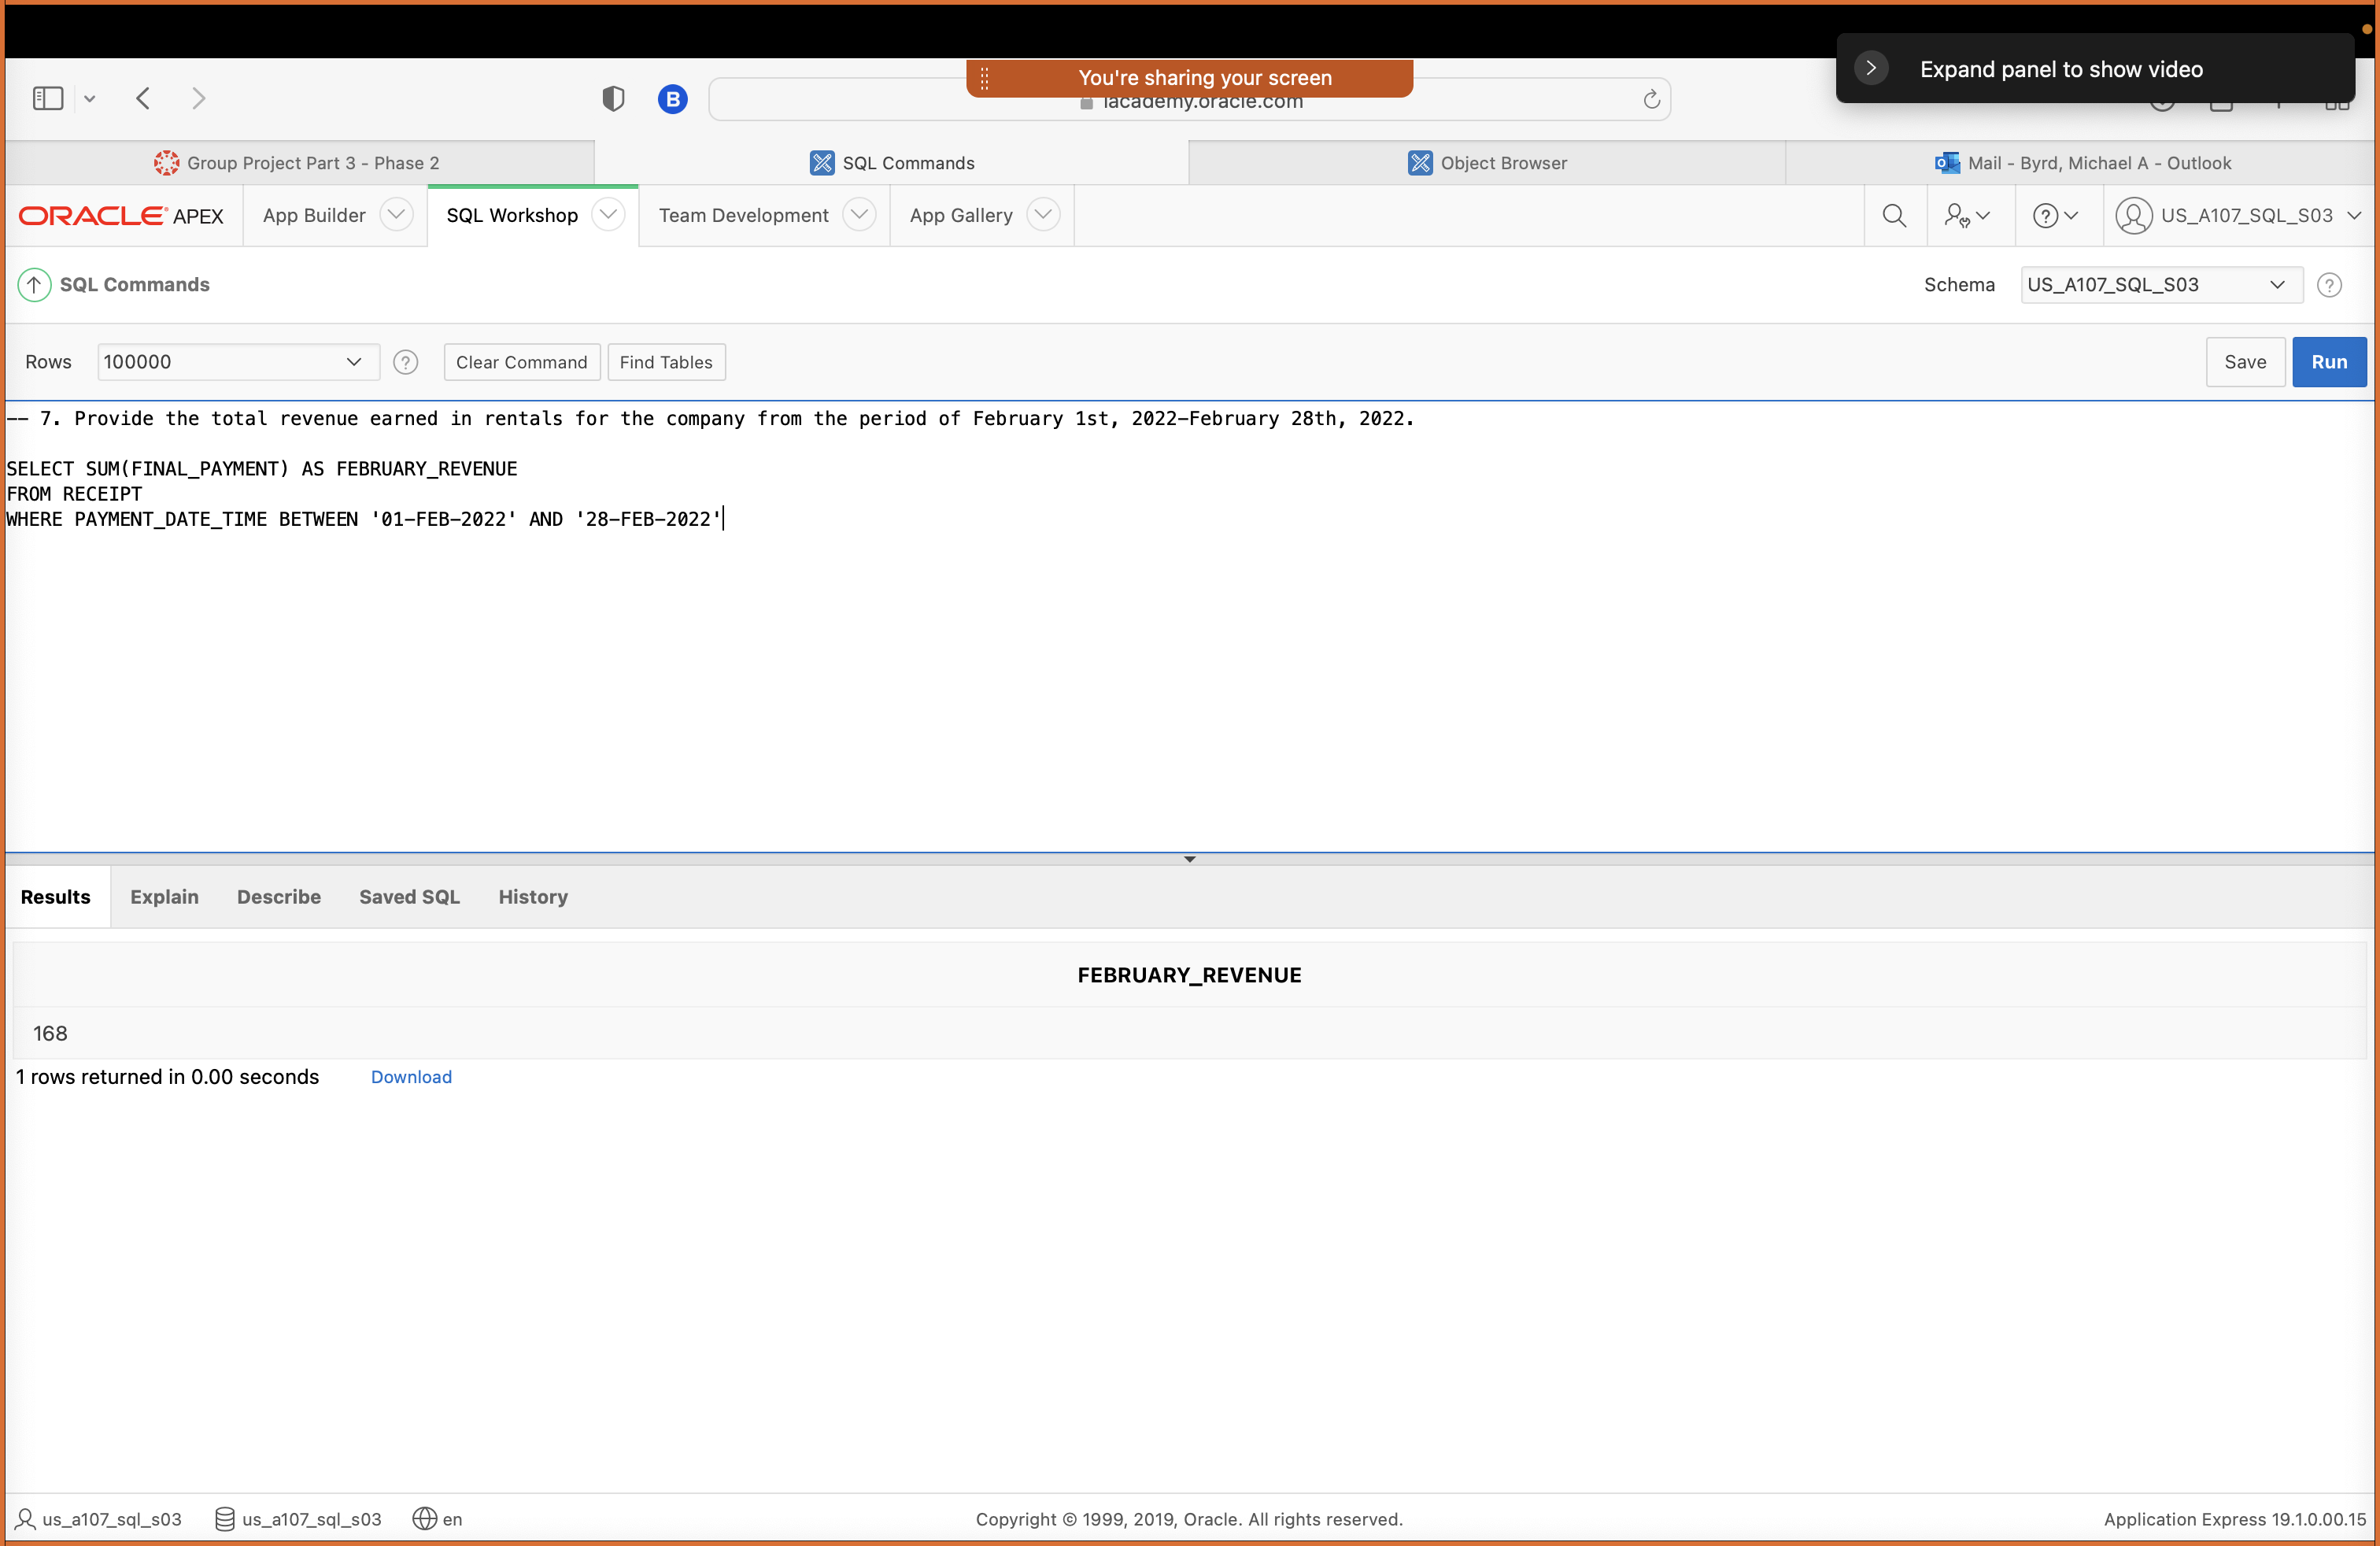 You're sharing your screen
Expand panel to show video
B
iacademy.oracle.com
Group Project Part 3 - Phase 2
SQL Commands
Object Browser
Mail - Byrd, Michael A - Outlook
ORACLE APEX
App Builder
SQL Workshop
Team Development
App Gallery
US_A107_SQL_S03
SQL Commands
Schema
US_A107_SQL_S03
Rows
100000
Clear Command
Find Tables
Save
Run
-- 7. Provide the total revenue earned in rentals for the company from the period of February 1st, 2022-February 28th, 2022.
SELECT SUM(FINAL_PAYMENT) AS FEBRUARY_REVENUE
FROM RECEIPT
WHERE PAYMENT_DATE_TIME BETWEEN '01-FEB-2022' AND '28-FEB-2022'
Results
Explain
Describe
Saved SQL
History
FEBRUARY_REVENUE
168
1 rows returned in 0.00 seconds
Download
us_a107_sql_s03
us_a107_sql_s03
en
Copyright © 1999, 2019, Oracle. All rights reserved.
Application Express 19.1.0.00.15